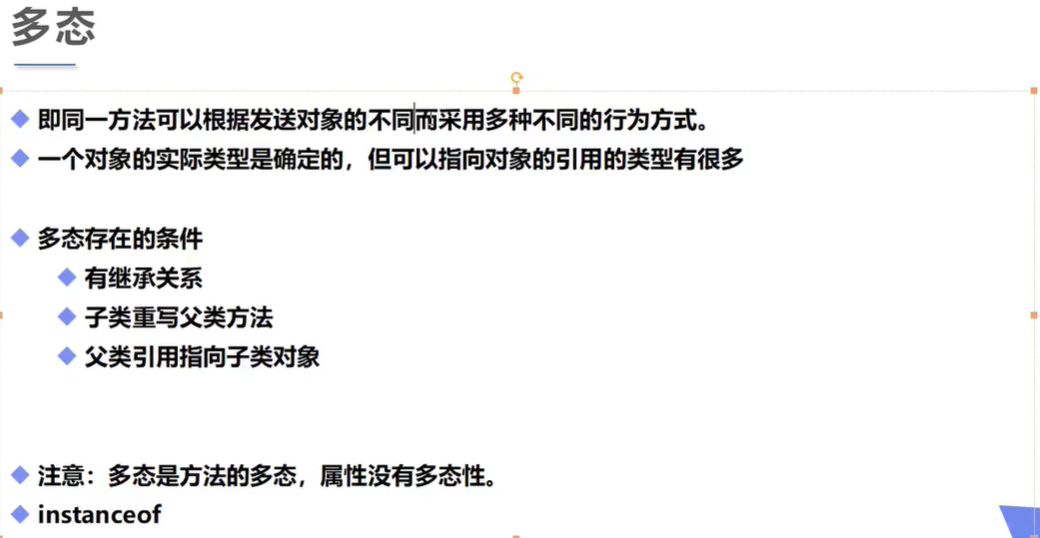 多态
即同一方法可以根据发送对象的不同而采用多种不同的行为方式。
一个对象的实际类型是确定的，但可以指向对象的引用的类型有很多
多态存在的条件
有继承关系
子类重写父类方法
父类引用指向子类对象
注意：多态是方法的多态，属性没有多态性。
instanceof